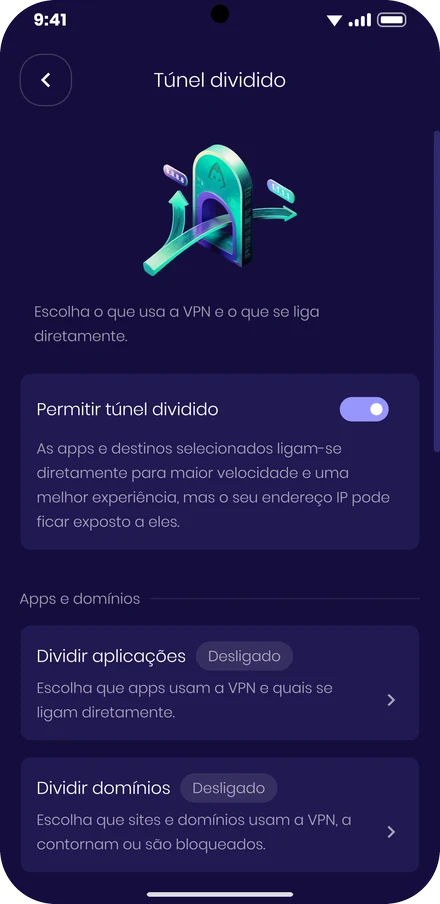 9:41
Túnel dividido
Escolha o que usa a VPN e o que se liga
diretamente.
Permitir túnel dividido
As apps e destinos selecionados ligam-se
diretamente para maior velocidade e uma
melhor experiência, mas o seu endereço IP pode
ficar exposto a eles.
Apps e domínios
Dividir aplicações Desligado
Escolha que apps usam a VPN e quais se
ligam diretamente.
Dividir domínios Desligado
Escolha que sites e domínios usam a VPN, a
contornam ou são bloqueados.